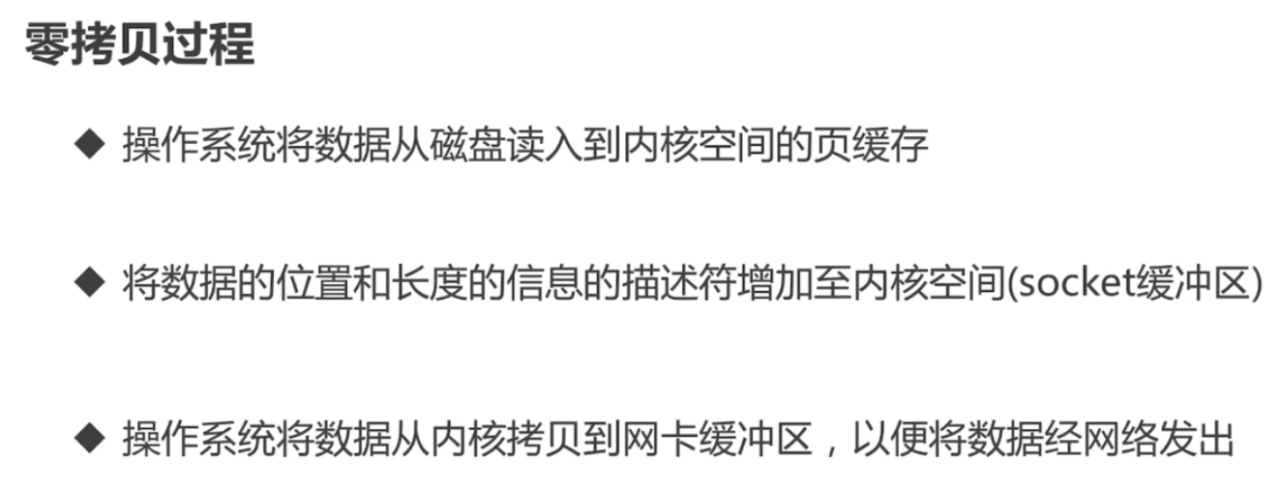 零拷贝过程
◆ 操作系统将数据从磁盘读入到内核空间的页缓存
◆ 将数据的位置和长度的信息的描述符增加至内核空间(socket缓冲区)
◆ 操作系统将数据从内核拷贝到网卡缓冲区，以便将数据经网络发出